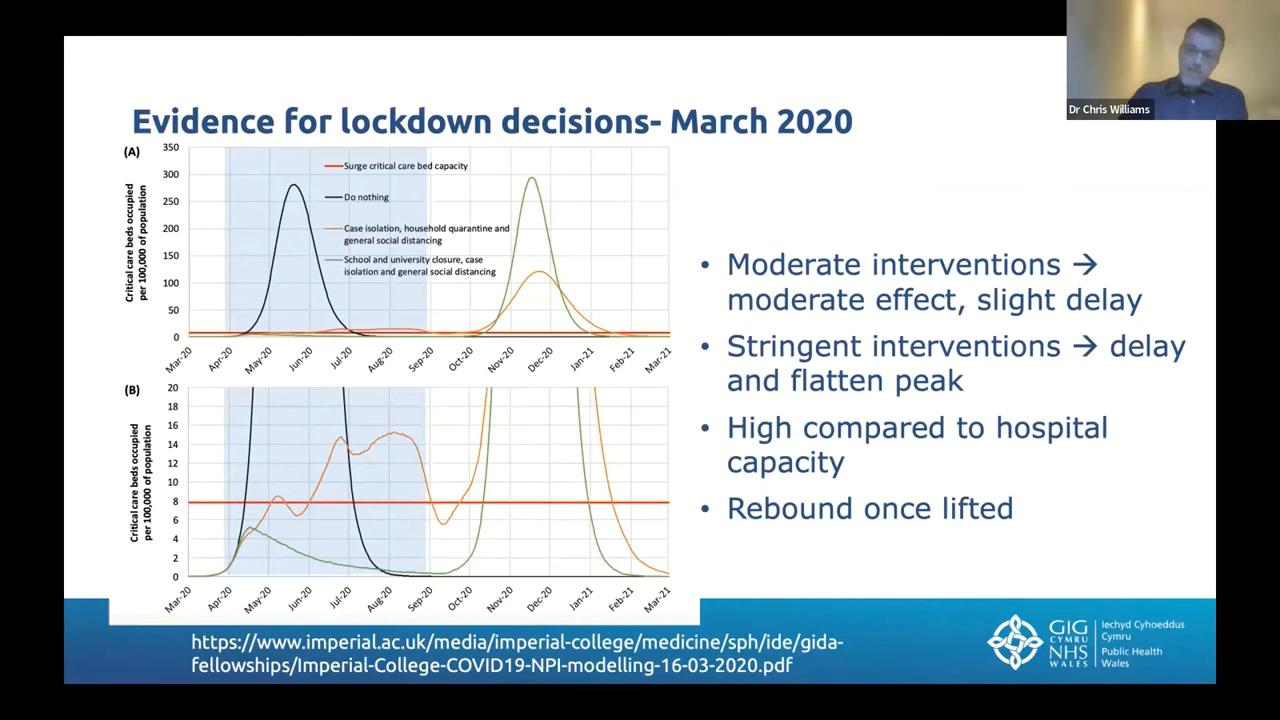 Dr Chris Williams
Evidence for lockdown decisions- March 2020
(A)
Critical care beds occupied
per 100,000 of population
350
300
250
200
150
100
50
0
Surge critical care bed capacity
Do nothing
Case isolation, household quarantine and
general social distancing
School and university closure, case
isolation and general social distancing
Mar-20
Apr-20
May-20
Jun-20
Jul-20
Aug-20
Sep-20
Oct-20
Nov-20
Dec-20
Jan-21
Feb-21
Mar-21
(B)
Critical care beds occupied
per 100,000 of population
20
18
16
14
12
10
8
6
4
2
0
Mar-20
Apr-20
May-20
Jun-20
Jul-20
Aug-20
Sep-20
Oct-20
Nov-20
Dec-20
Jan-21
Feb-21
Mar-21
• Moderate interventions →
moderate effect, slight delay
• Stringent interventions → delay
and flatten peak
• High compared to hospital
capacity
• Rebound once lifted
https://www.imperial.ac.uk/media/imperial-college/medicine/sph/ide/gida-
fellowships/Imperial-College-COVID19-NPI-modelling-16-03-2020.pdf
GIG
CYMRU
NHS
WALES
Iechyd Cyhoeddus
Cymru
Public Health
Wales